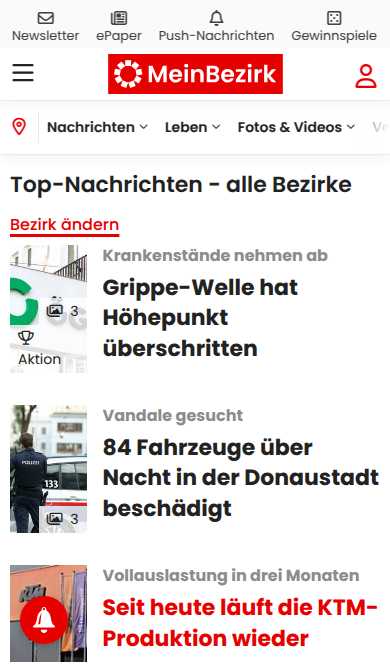 Newsletter ePaper Push-Nachrichten Gewinnspiele
MeinBezirk
Nachrichten Leben Fotos & Videos
Top-Nachrichten - alle Bezirke
Bezirk ändern
Krankenstände nehmen ab
Grippe-Welle hat
Höhepunkt
überschritten
3
Aktion
Vandale gesucht
84 Fahrzeuge über
Nacht in der Donaustadt
beschädigt
POLIZEI
133
3
Vollauslastung in drei Monaten
Seit heute läuft die KTM-
Produktion wieder
KTM